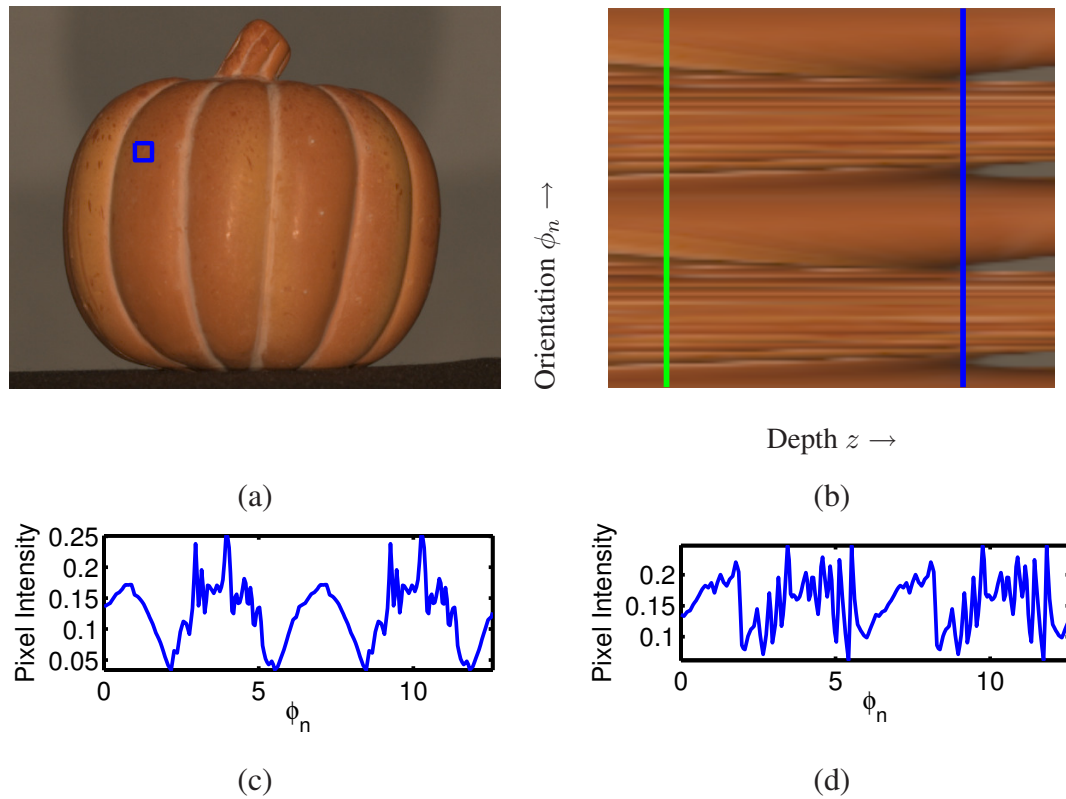 Orientation ϕₙ →
Depth z →
(a)
(b)
Pixel Intensity
0.25
0.2
0.15
0.1
0.05
0
5
10
ϕₙ
Pixel Intensity
0.2
0.15
0.1
0
5
10
ϕₙ
(c)
(d)